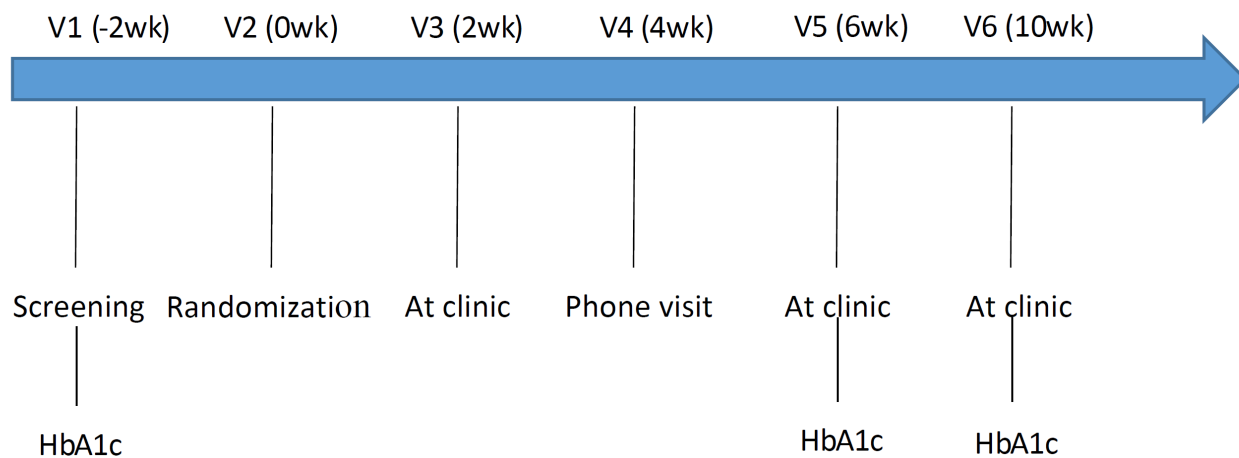 V1 (-2wk) V2 (0wk) V3 (2wk) V4 (4wk) V5 (6wk) V6 (10wk)
Screening Randomization At clinic Phone visit At clinic At clinic
HbA1c HbA1c HbA1c